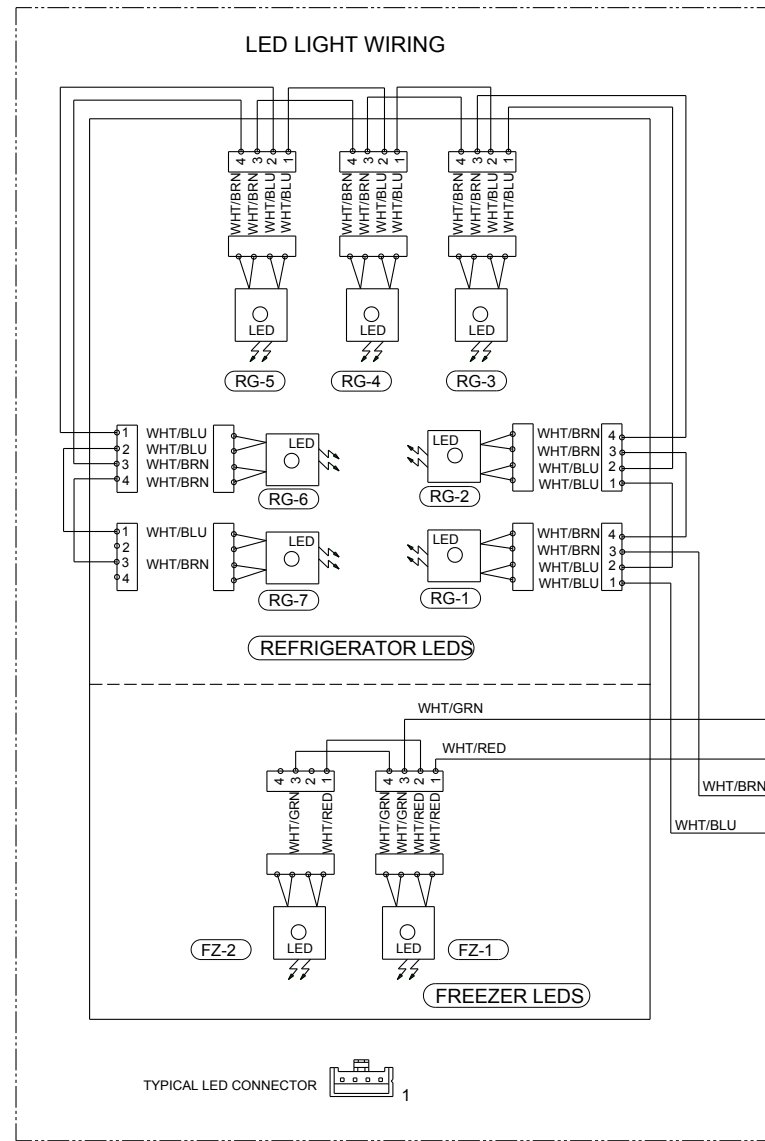 LED LIGHT WIRING
4 3 2 1
4 3 2 1
4 3 2 1
WHT/BRN
WHT/BRN
WHT/BLU
WHT/BLU
WHT/BRN
WHT/BRN
WHT/BLU
WHT/BLU
WHT/BRN
WHT/BRN
WHT/BLU
WHT/BLU
LED
LED
LED
RG-5
RG-4
RG-3
1 WHT/BLU
2 WHT/BLU
3 WHT/BRN
4 WHT/BRN
LED
RG-6
LED
RG-2
WHT/BRN 4
WHT/BRN 3
WHT/BLU 2
WHT/BLU 1
1 WHT/BLU
2
3 WHT/BRN
4
LED
RG-7
LED
RG-1
WHT/BRN 4
WHT/BRN 3
WHT/BLU 2
WHT/BLU 1
REFRIGERATOR LEDS
WHT/GRN
WHT/RED
WHT/BRN
WHT/BLU
4 3 2 1
4 3 2 1
WHT/GRN
WHT/RED
WHT/GRN
WHT/GRN
WHT/RED
WHT/RED
FZ-2
LED
LED
FZ-1
FREEZER LEDS
TYPICAL LED CONNECTOR
1